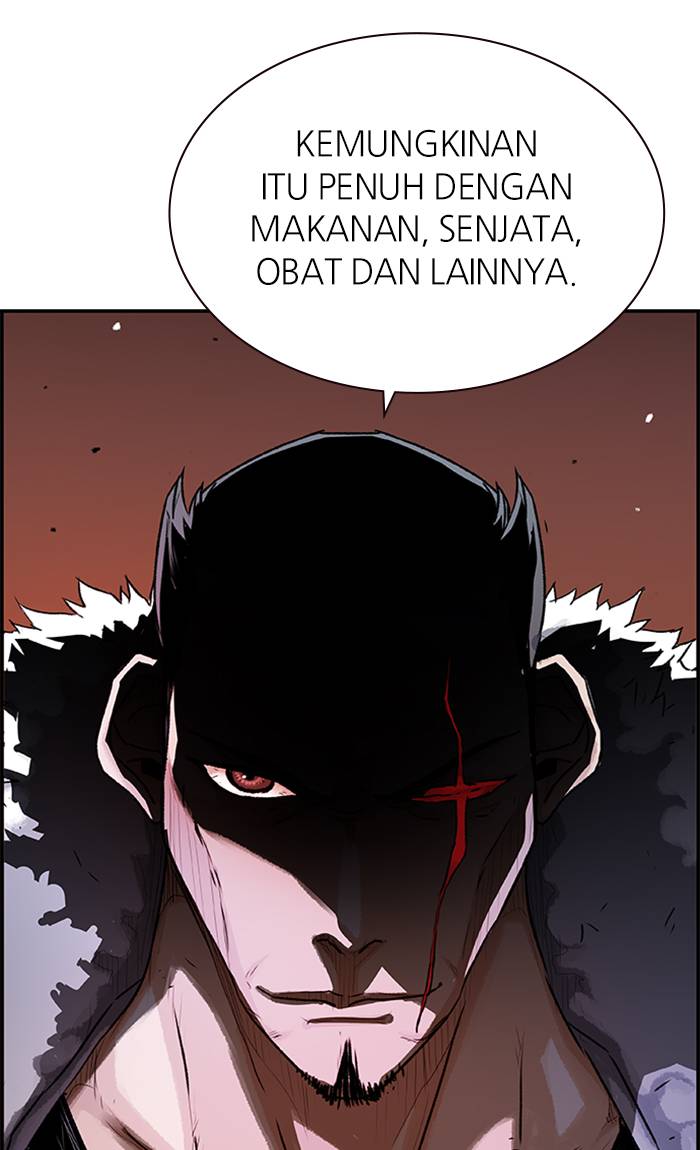 KEMUNGKINAN
ITU PENUH DENGAN
MAKANAN, SENJATA,
OBAT DAN LAINNYA.